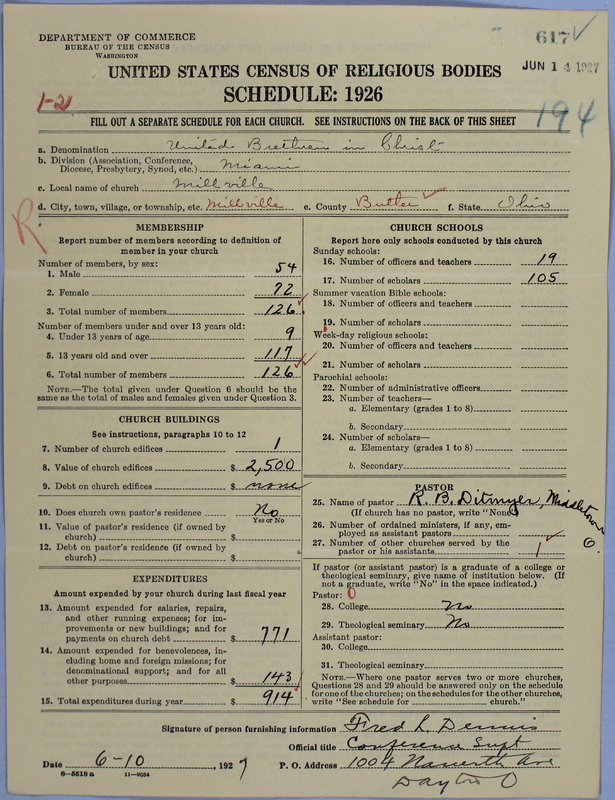 DEPARTMENT OF COMMERCE
BUREAU OF THE CENSUS
WASHINGTON
617 ✓
JUN 14 1927
UNITED STATES CENSUS OF RELIGIOUS BODIES
SCHEDULE: 1926
1-21
194
FILL OUT A SEPARATE SCHEDULE FOR EACH CHURCH. SEE INSTRUCTIONS ON THE BACK OF THIS SHEET
a. Denomination United Brethren in Christ
b. Division (Association, Conference, Diocese, Presbytery, Synod, etc.) Miami
c. Local name of church Millville
d. City, town, village, or township, etc. Millville e. County Butler ✓ f. State Ohio
R
MEMBERSHIP
Report number of members according to definition of
member in your church
Number of members, by sex:
1. Male 54
2. Female 72
3. Total number of members 126 ✓
Number of members under and over 13 years old:
4. Under 13 years of age 9
5. 13 years old and over 117
6. Total number of members 126 ✓✓
NOTE.—The total given under Question 6 should be the
same as the total of males and females given under Question 3.
CHURCH BUILDINGS
See instructions, paragraphs 10 to 12
7. Number of church edifices 1
8. Value of church edifices $ 2,500
9. Debt on church edifices $ none
10. Does church own pastor's residence? No
Yes or No
11. Value of pastor's residence (if owned by
church) $
12. Debt on pastor's residence (if owned by
church) $
EXPENDITURES
Amount expended by your church during last fiscal year
13. Amount expended for salaries, repairs,
and other running expenses; for im-
provements or new buildings; and for
payments on church debt $ 771
14. Amount expended for benevolences, in-
cluding home and foreign missions; for
denominational support; and for all
other purposes $ 143
15. Total expenditures during year $ 914 ✓
CHURCH SCHOOLS
Report here only schools conducted by this church
Sunday schools:
16. Number of officers and teachers 19
17. Number of scholars 105
Summer vacation Bible schools:
18. Number of officers and teachers
19. Number of scholars
Week-day religious schools:
20. Number of officers and teachers
21. Number of scholars
Parochial schools:
22. Number of administrative officers
23. Number of teachers—
a. Elementary (grades 1 to 8)
b. Secondary
24. Number of scholars—
a. Elementary (grades 1 to 8)
b. Secondary
PASTOR
25. Name of pastor R. B. Ditmyer, Middletown O.
(If church has no pastor, write "None")
26. Number of ordained ministers, if any, em-
ployed as assistant pastors
27. Number of other churches served by the
pastor or his assistants 1 ✓
If pastor (or assistant pastor) is a graduate of a college or
theological seminary, give name of institution below. (If
not a graduate, write "No" in the space indicated.)
Pastor: 0
28. College No
29. Theological seminary No
Assistant pastor:
30. College
31. Theological seminary
NOTE.—Where one pastor serves two or more churches,
Questions 28 and 29 should be answered only on the schedule
for one of the churches; on the schedules for the other churches,
write "See schedule for ........ church."
Signature of person furnishing information Fred L. Dennis
Official title Conference Supt
Date 6-10, 1927 P. O. Address 1004
8-5518 a 11-9054
Dayton O